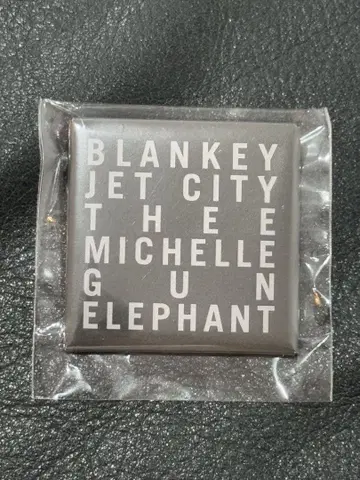 BLANKEY
JET CITY
THEE
MICHELLE
GUN
ELEPHANT